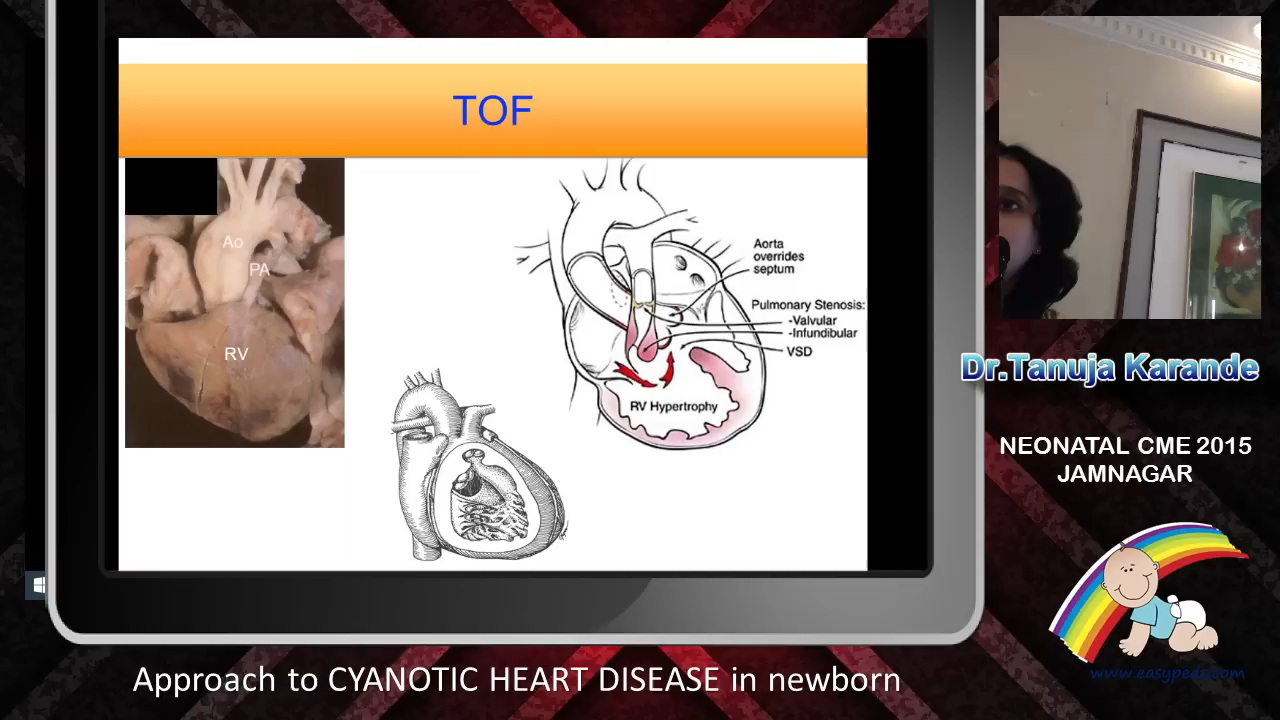 TOF
Ao
PA
RV
Aorta
overrides
septum
Pulmonary Stenosis:
-Valvular
-Infundibular
VSD
RV Hypertrophy
Dr.Tanuja Karande
NEONATAL CME 2015
JAMNAGAR
www.easypeds.com
Approach to CYANOTIC HEART DISEASE in newborn